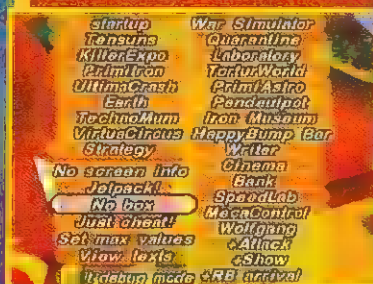 startup
Tensuns
KillerExpo
PrimItron
UltimaCrash
Earth
TechnoMum
VirtuaCircus
Strategy
No screen Info
Jetpack!
No box
Just cheat!
Set max values
View texts
debug mode
War Simulator
Quarantine
Laboratory
TorturWorld
PrimIAstro
Pendeulpot
Iron Museum
HappyBump Bar
Writer
Cinema
Bank
SpeedLab
MecaControl
Wolfgang
+Attack
+Show
+RB arrival